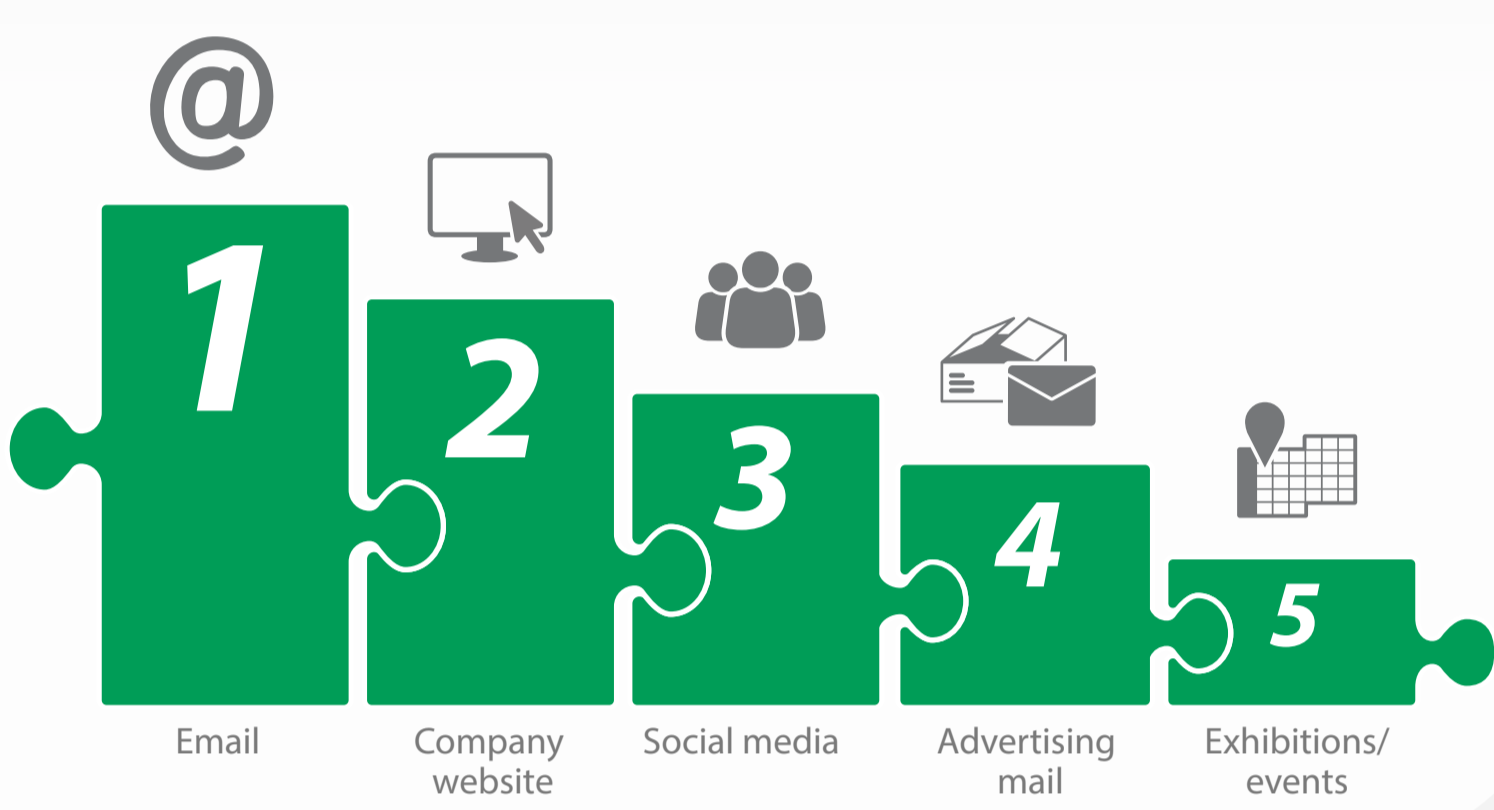 @
1
2
3
4
5
Email
Company
website
Social media
Advertising
mail
Exhibitions/
events